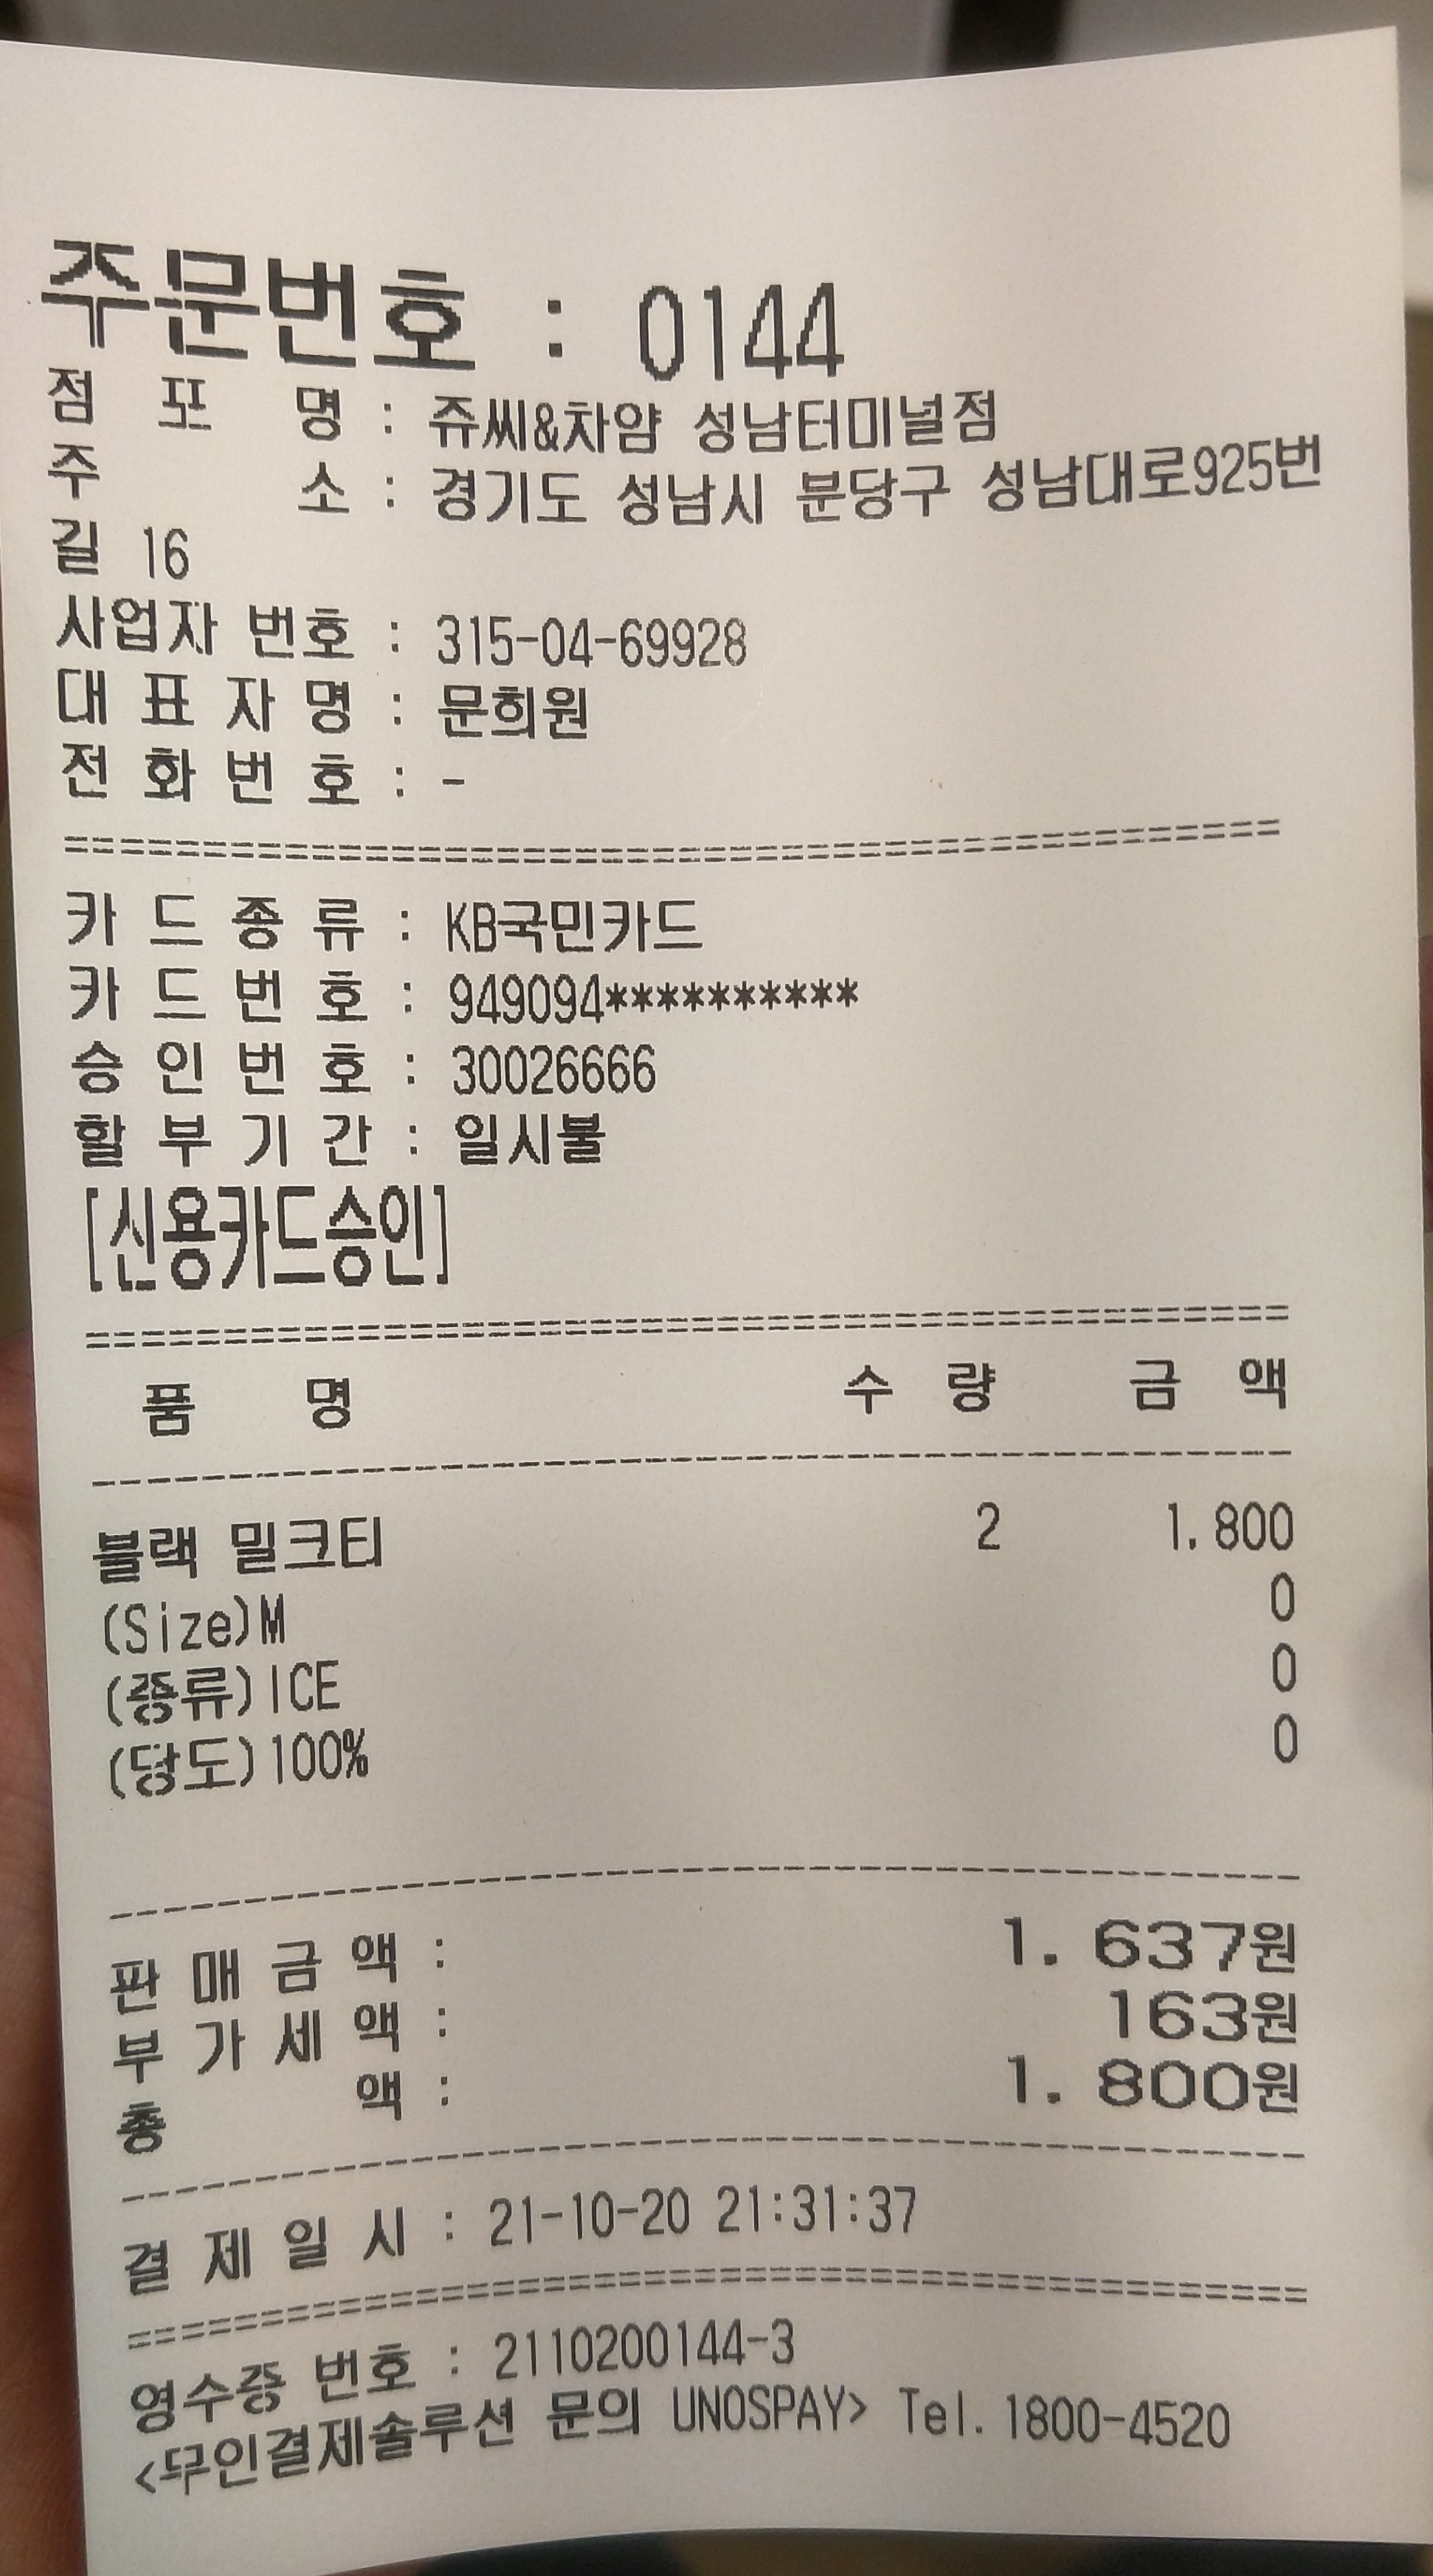 주문번호 : 0144
점 포 명 : 쥬씨&차얌 성남터미널점
주 소 : 경기도 성남시 분당구 성남대로925번
길 16
사업자 번호 : 315-04-69928
대 표 자 명 : 문희원
전 화 번 호 : -
카 드 종 류 : KB국민카드
카 드 번 호 : 949094**********
승 인 번 호 : 30026666
할 부 기 간 : 일시불
[신용카드승인]
품 명 수 량 금 액
블랙 밀크티 2 1.800
(Size)M 0
(종류)ICE 0
(당도)100% 0
판 매 금 액 : 1.637원
부 가 세 액 : 163원
총 액 : 1.800원
결 제 일 시 : 21-10-20 21:31:37
영수증 번호 : 2110200144-3
<무인결제솔루션 문의 UNOSPAY> Tel.1800-4520